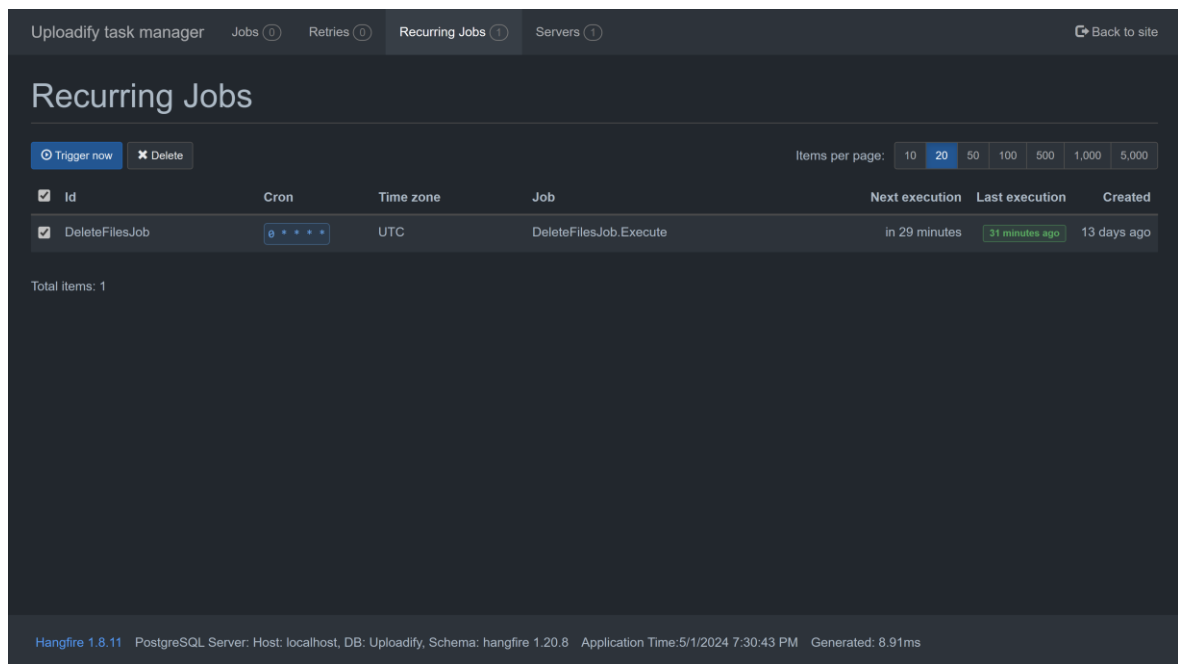 Uploadify task manager Jobs 0 Retries 0 Recurring Jobs 1 Servers 1 Back to site
Recurring Jobs
Trigger now Delete Items per page: 10 20 50 100 500 1,000 5,000
Id Cron Time zone Job Next execution Last execution Created
DeleteFilesJob 0 * * * * UTC DeleteFilesJob.Execute in 29 minutes 31 minutes ago 13 days ago
Total items: 1
Hangfire 1.8.11 PostgreSQL Server: Host: localhost, DB: Uploadify, Schema: hangfire 1.20.8 Application Time:5/1/2024 7:30:43 PM Generated: 8.91ms